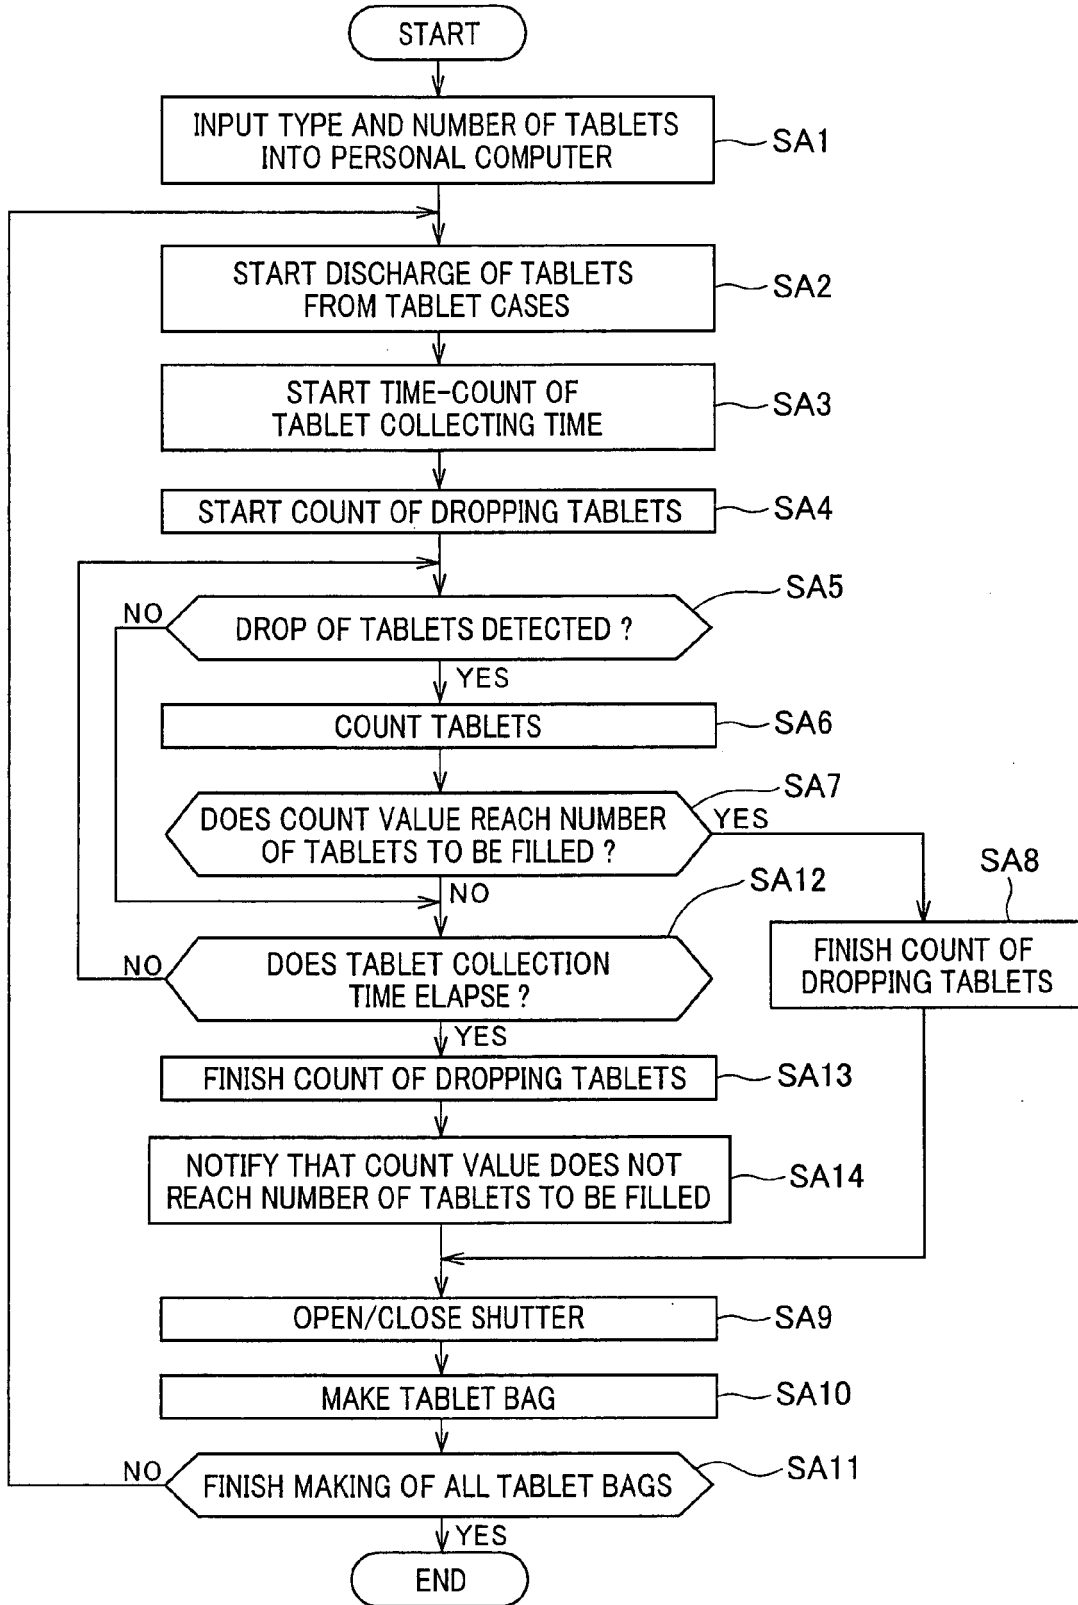 START
INPUT TYPE AND NUMBER OF TABLETS
INTO PERSONAL COMPUTER
SA1
START DISCHARGE OF TABLETS
FROM TABLET CASES
SA2
START TIME-COUNT OF
TABLET COLLECTING TIME
SA3
START COUNT OF DROPPING TABLETS
SA4
SA5
NO
DROP OF TABLETS DETECTED ?
YES
COUNT TABLETS
SA6
SA7
DOES COUNT VALUE REACH NUMBER
OF TABLETS TO BE FILLED ?
YES
NO
SA8
FINISH COUNT OF
DROPPING TABLETS
SA12
NO
DOES TABLET COLLECTION
TIME ELAPSE ?
YES
FINISH COUNT OF DROPPING TABLETS
SA13
NOTIFY THAT COUNT VALUE DOES NOT
REACH NUMBER OF TABLETS TO BE FILLED
SA14
OPEN/CLOSE SHUTTER
SA9
MAKE TABLET BAG
SA10
NO
FINISH MAKING OF ALL TABLET BAGS
SA11
YES
END